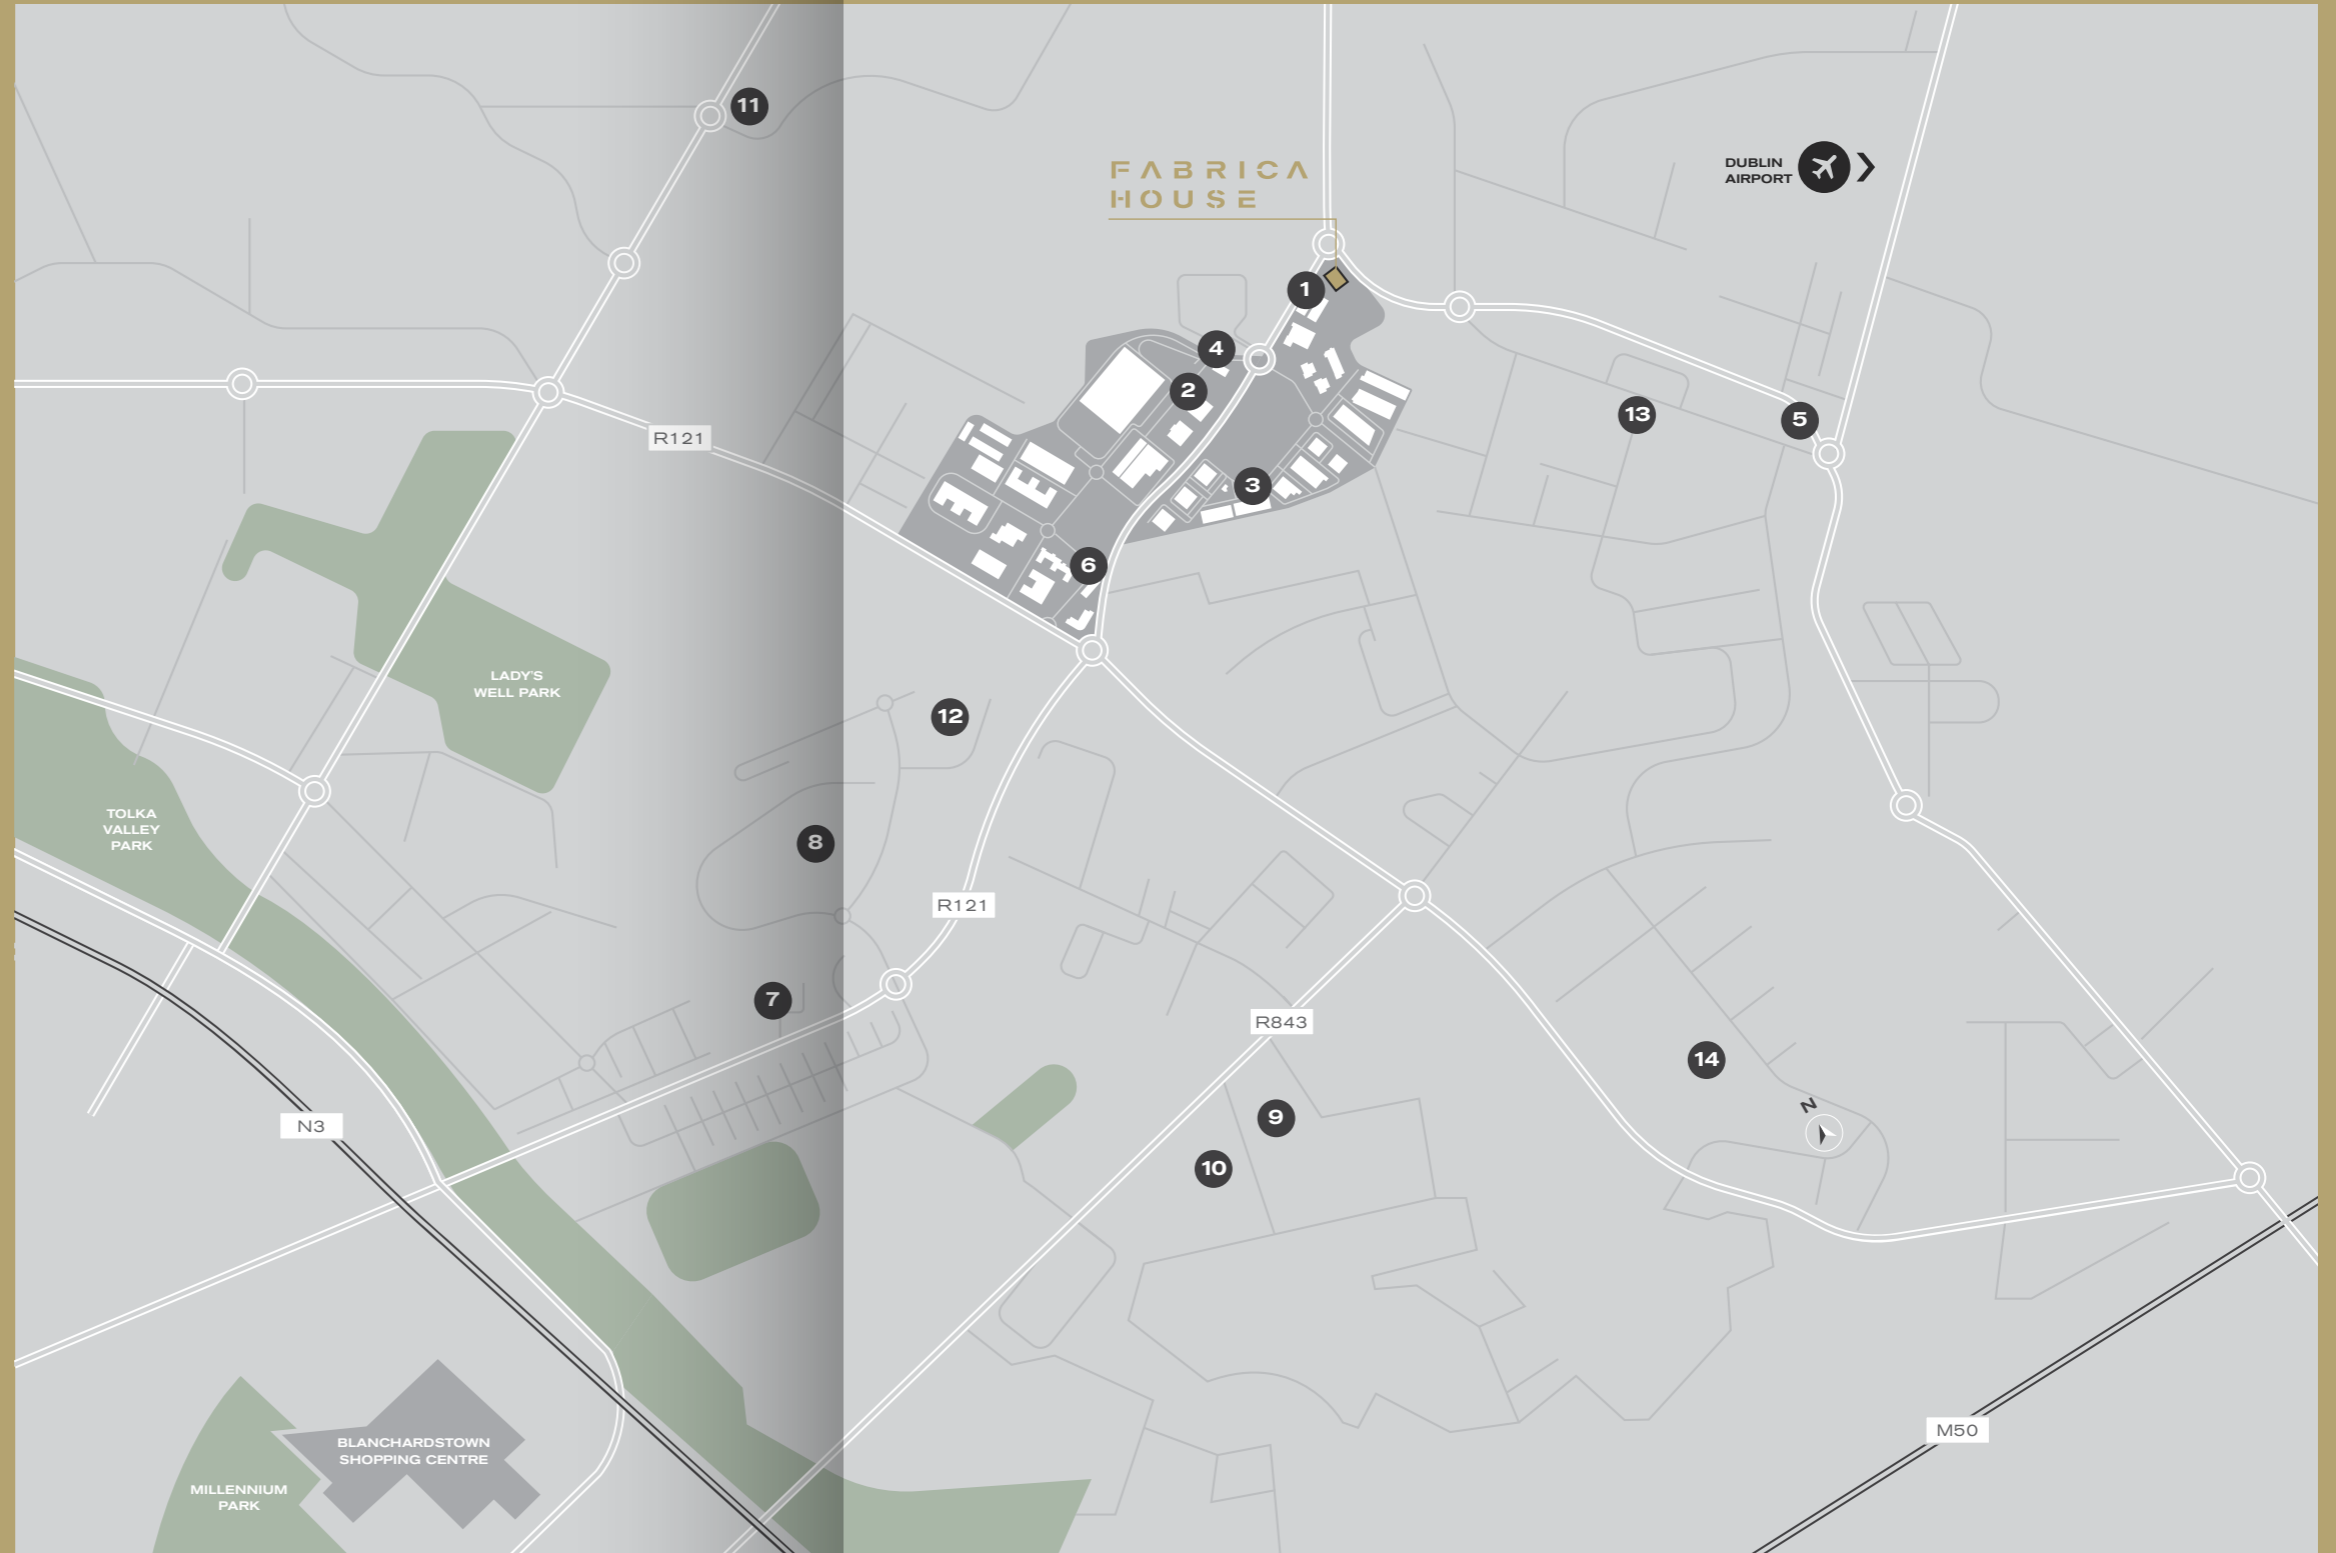 11
FABRICA
HOUSE
DUBLIN
AIRPORT
1
4
2
13
5
R121
3
6
LADY'S
WELL PARK
12
TOLKA
VALLEY
PARK
8
R121
7
R843
14
N
9
N3
10
M50
BLANCHARDSTOWN
SHOPPING CENTRE
MILLENNIUM
PARK